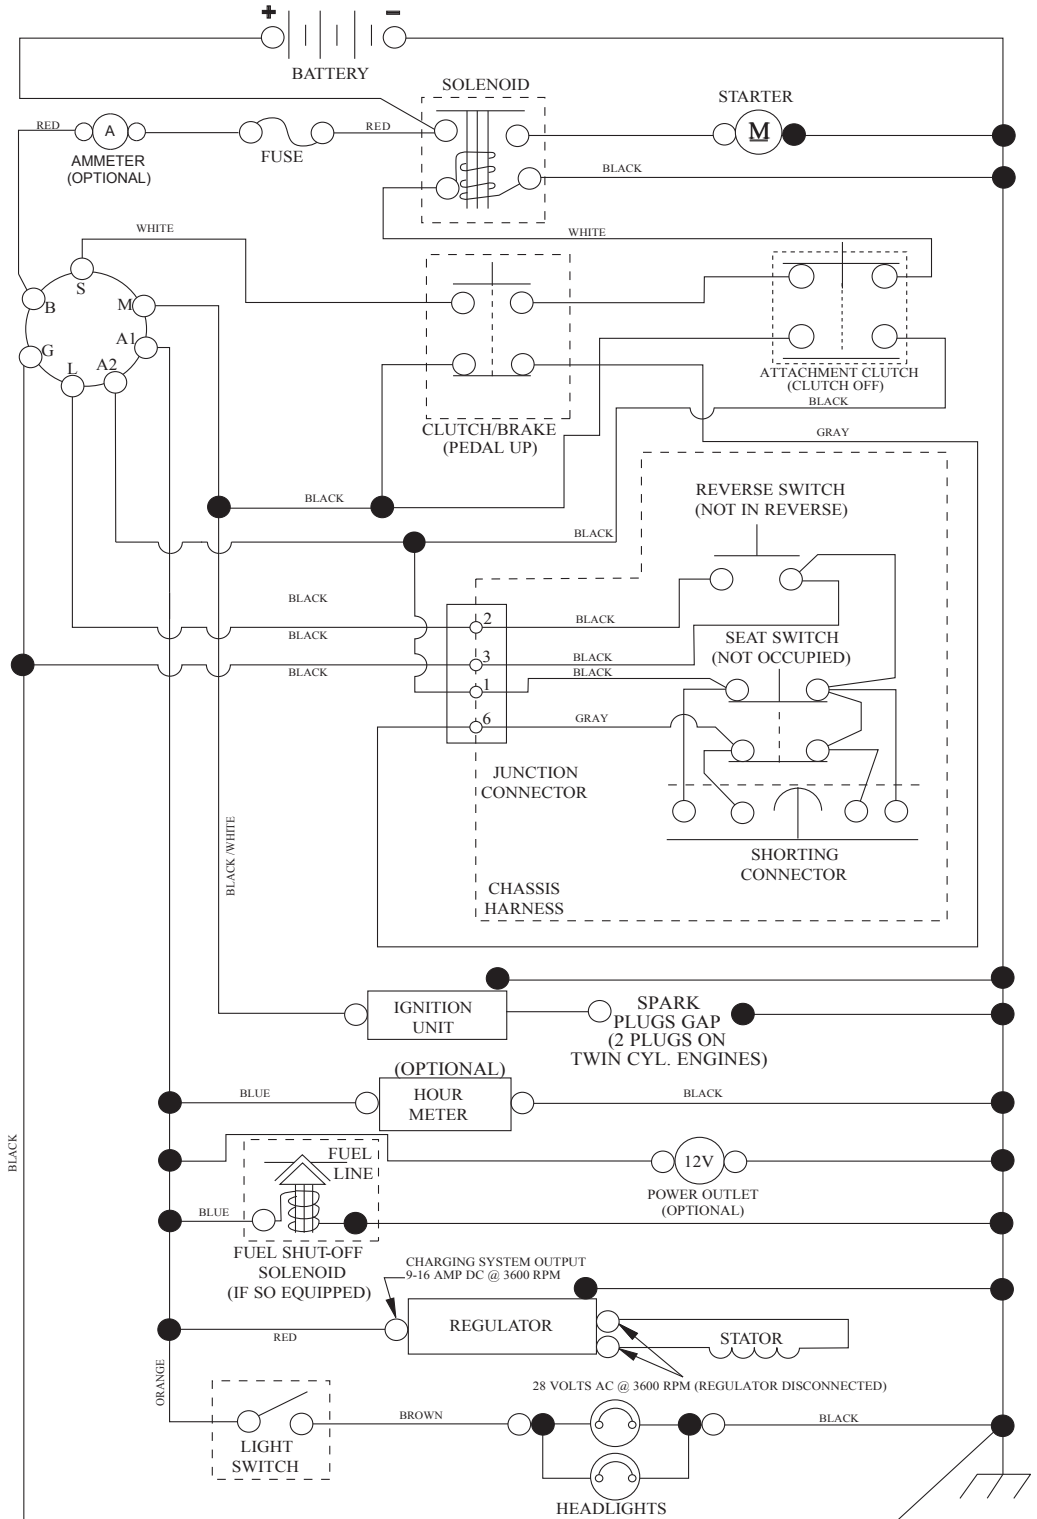 + −
BATTERY
SOLENOID
STARTER
RED
A
RED
M
FUSE
AMMETER
(OPTIONAL)
BLACK
WHITE
WHITE
S
B
M
A1
G
L
A2
ATTACHMENT CLUTCH
(CLUTCH OFF)
BLACK
CLUTCH/BRAKE
(PEDAL UP)
GRAY
REVERSE SWITCH
(NOT IN REVERSE)
BLACK
BLACK
BLACK
2
BLACK
BLACK
SEAT SWITCH
(NOT OCCUPIED)
3
BLACK
BLACK
BLACK
1
6
GRAY
JUNCTION
CONNECTOR
BLACK /WHITE
SHORTING
CONNECTOR
CHASSIS
HARNESS
IGNITION
UNIT
SPARK
PLUGS GAP
(2 PLUGS ON
TWIN CYL. ENGINES)
(OPTIONAL)
HOUR
METER
BLUE
BLACK
BLACK
FUEL
LINE
12V
POWER OUTLET
(OPTIONAL)
BLUE
FUEL SHUT-OFF
SOLENOID
(IF SO EQUIPPED)
CHARGING SYSTEM OUTPUT
9-16 AMP DC @ 3600 RPM
REGULATOR
RED
STATOR
28 VOLTS AC @ 3600 RPM (REGULATOR DISCONNECTED)
ORANGE
BROWN
BLACK
LIGHT
SWITCH
HEADLIGHTS